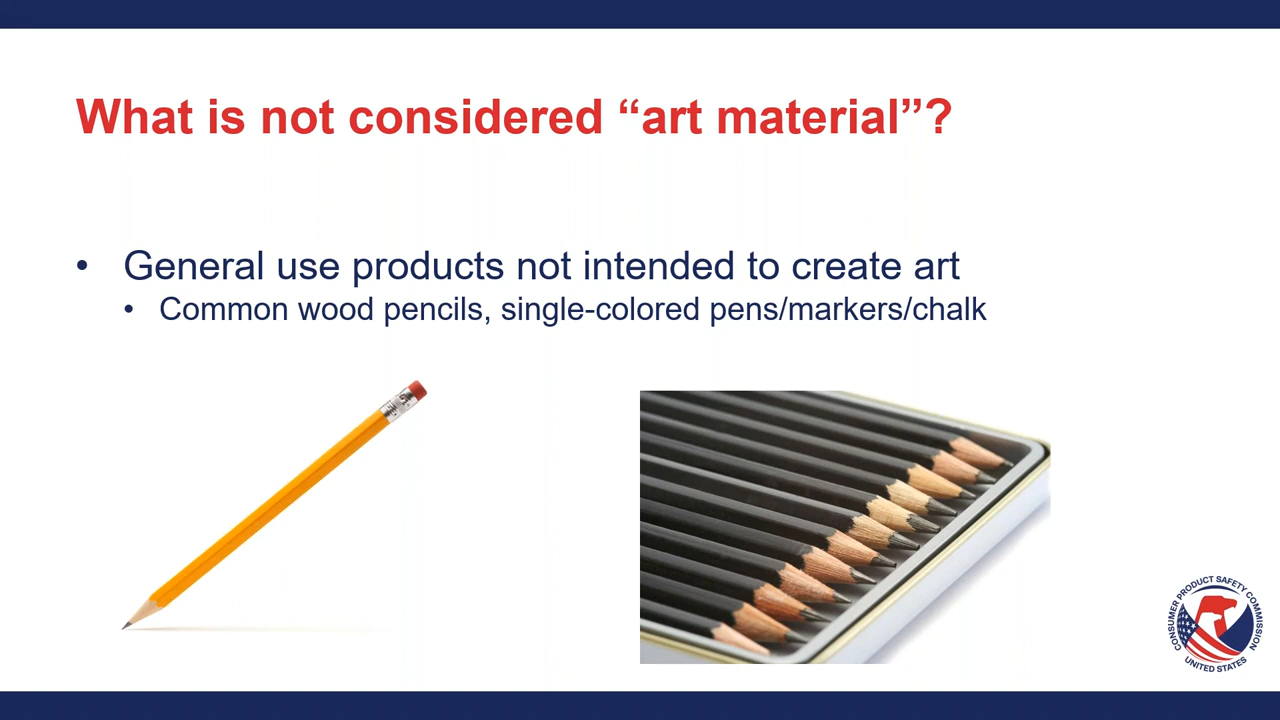 What is not considered “art material”?
• General use products not intended to create art
• Common wood pencils, single-colored pens/markers/chalk
CONSUMER PRODUCT SAFETY COMMISSION
UNITED STATES